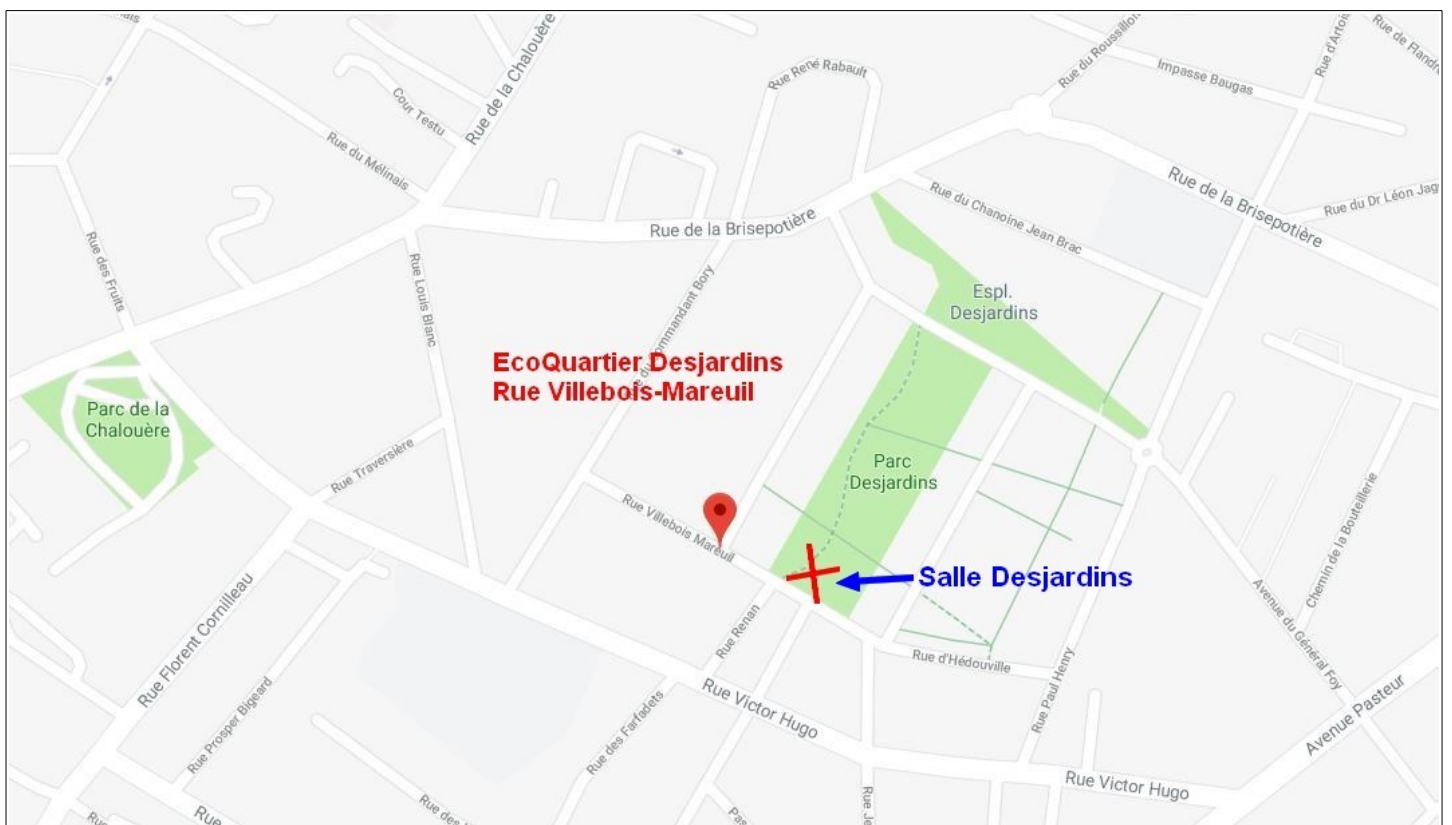 Rue de la Chalouère
Cour Testu
Rue du Mélinais
Rue René Rabault
Rue du Roussillon
Impasse Baugas
Rue d'Artois
Rue de la Brisepotière
Rue de la Brisepotière
Rue du Dr Léon Jag
Rue du Chanoine Jean Brac
Rue des Fruits
Rue Louis Blanc
Espl.
Desjardins
EcoQuartier Desjardins
Rue Villebois-Mareuil
Parc de la
Chalouère
Rue Traversière
Parc
Desjardins
Rue Villebois Mareuil
Salle Desjardins
Chemin de la Bouteillerie
Avenue du Général Foy
Rue Florent Cornilleau
Rue Prosper Bigeard
Rue Renan
Rue d'Hédouville
Rue Paul Henry
Rue Victor Hugo
Rue des Farfadets
Avenue Pasteur
Rue Victor Hugo
Rue
Rue des
Pas
Rue Je